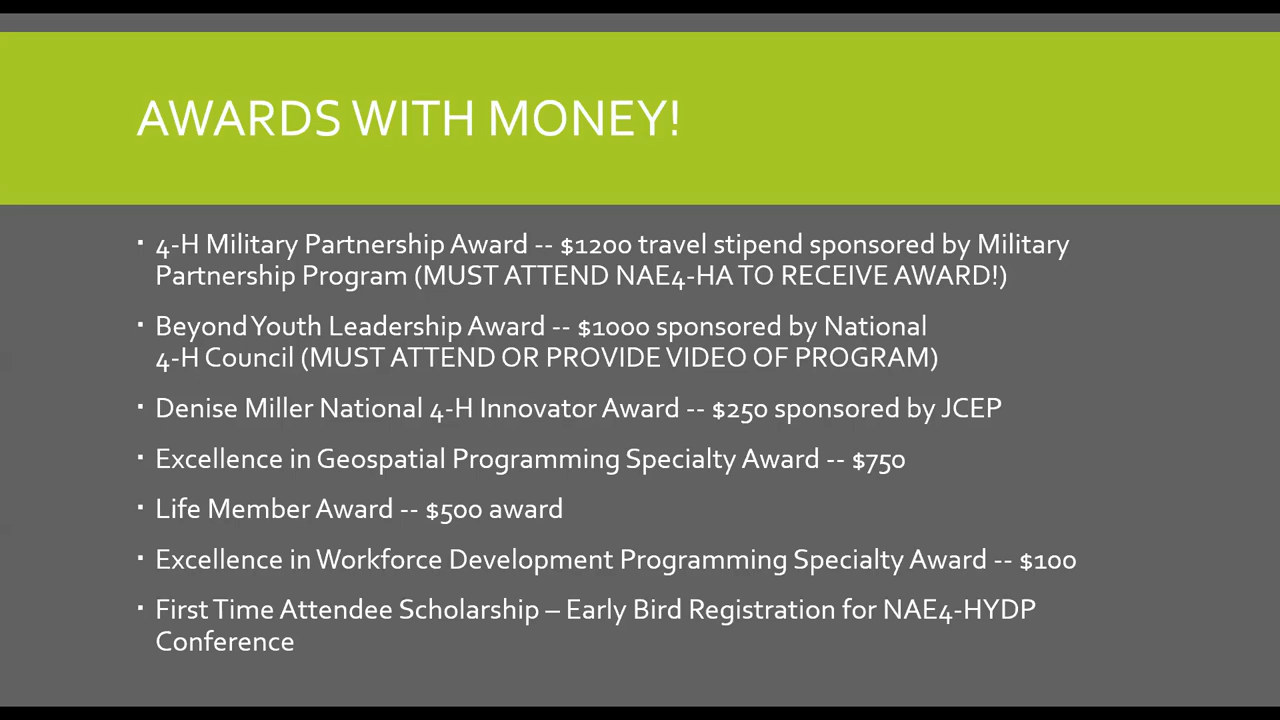 AWARDS WITH MONEY!
▪ 4-H Military Partnership Award -- $1200 travel stipend sponsored by Military
Partnership Program (MUST ATTEND NAE4-HA TO RECEIVE AWARD!)
▪ Beyond Youth Leadership Award -- $1000 sponsored by National
4-H Council (MUST ATTEND OR PROVIDE VIDEO OF PROGRAM)
▪ Denise Miller National 4-H Innovator Award -- $250 sponsored by JCEP
▪ Excellence in Geospatial Programming Specialty Award -- $750
▪ Life Member Award -- $500 award
▪ Excellence in Workforce Development Programming Specialty Award -- $100
▪ First Time Attendee Scholarship – Early Bird Registration for NAE4-HYDP
Conference